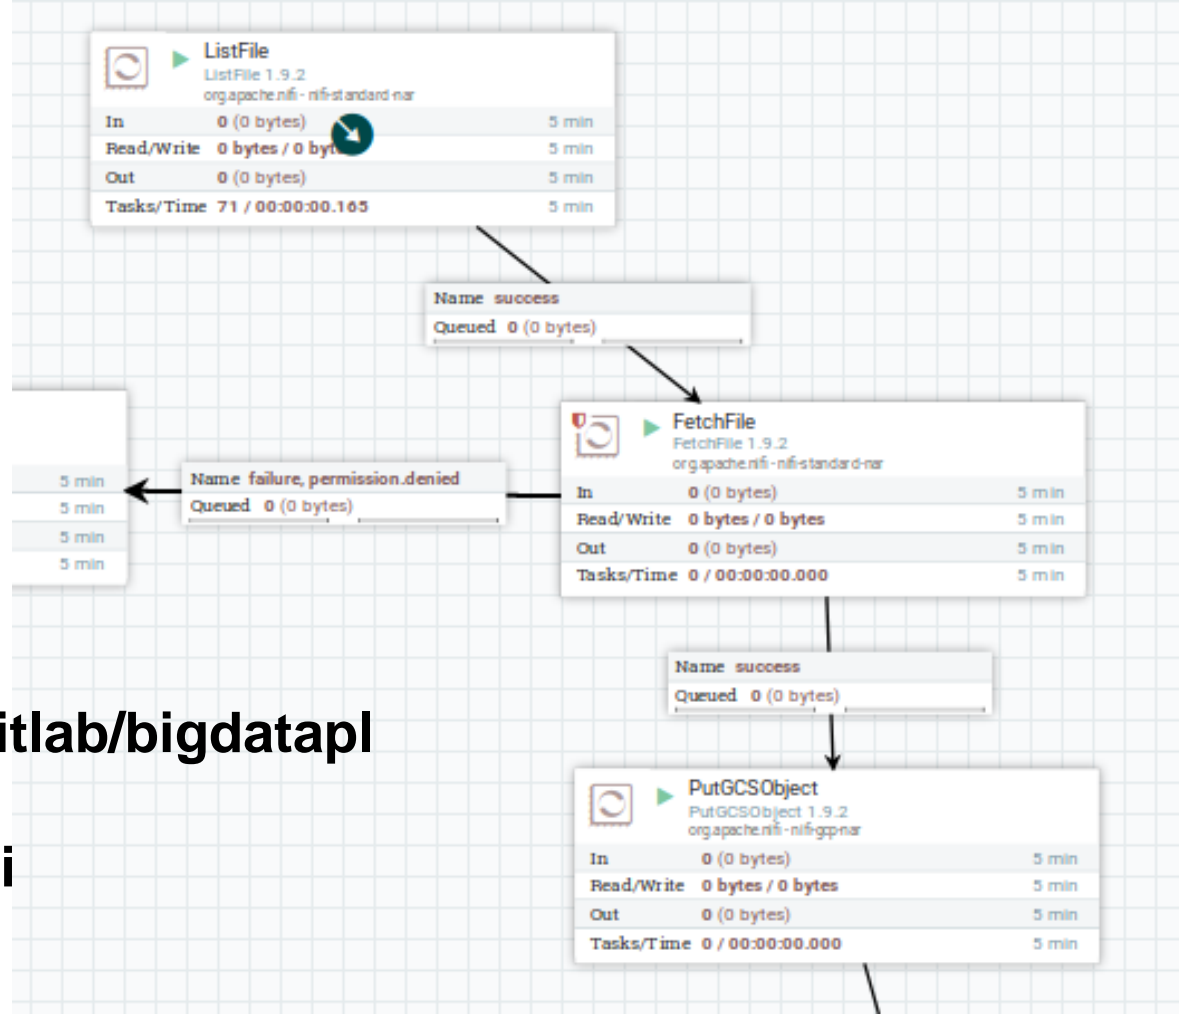 ListFile
ListFile 1.9.2
org.apache.nifi - nifi-standard-nar
In 0 (0 bytes) 5 min
Read/Write 0 bytes / 0 byt 5 min
Out 0 (0 bytes) 5 min
Tasks/Time 71 / 00:00:00.165 5 min
Name success
Queued 0 (0 bytes)
FetchFile
FetchFile 1.9.2
org.apache.nifi - nifi-standard-nar
In 0 (0 bytes) 5 min
Read/Write 0 bytes / 0 bytes 5 min
Out 0 (0 bytes) 5 min
Tasks/Time 0 / 00:00:00.000 5 min
5 min
5 min
5 min
5 min
Name failure, permission.denied
Queued 0 (0 bytes)
Name success
Queued 0 (0 bytes)
itlab/bigdatapl
i
PutGCSObject
PutGCSObject 1.9.2
org.apache.nifi - nifi-gcp-nar
In 0 (0 bytes) 5 min
Read/Write 0 bytes / 0 bytes 5 min
Out 0 (0 bytes) 5 min
Tasks/Time 0 / 00:00:00.000 5 min